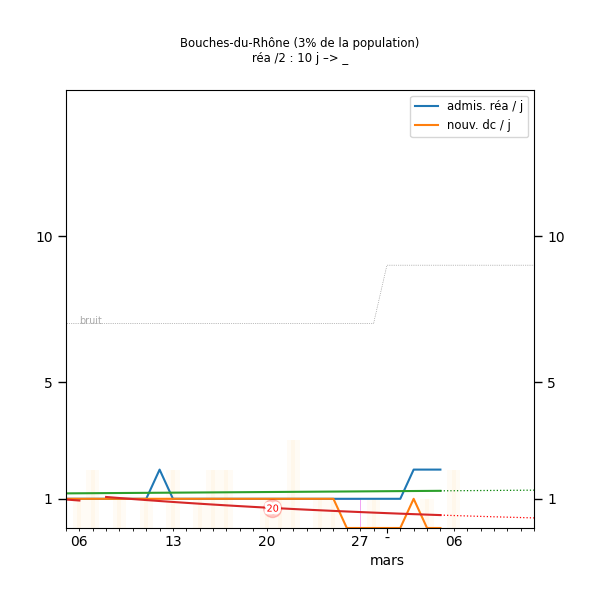 Bouches-du-Rhône (3% de la population)
réa /2 : 10 j –> _
admis. réa / j
nouv. dc / j
10 10
bruit
5 5
1 1
20
06 13 20 27 - 06
mars